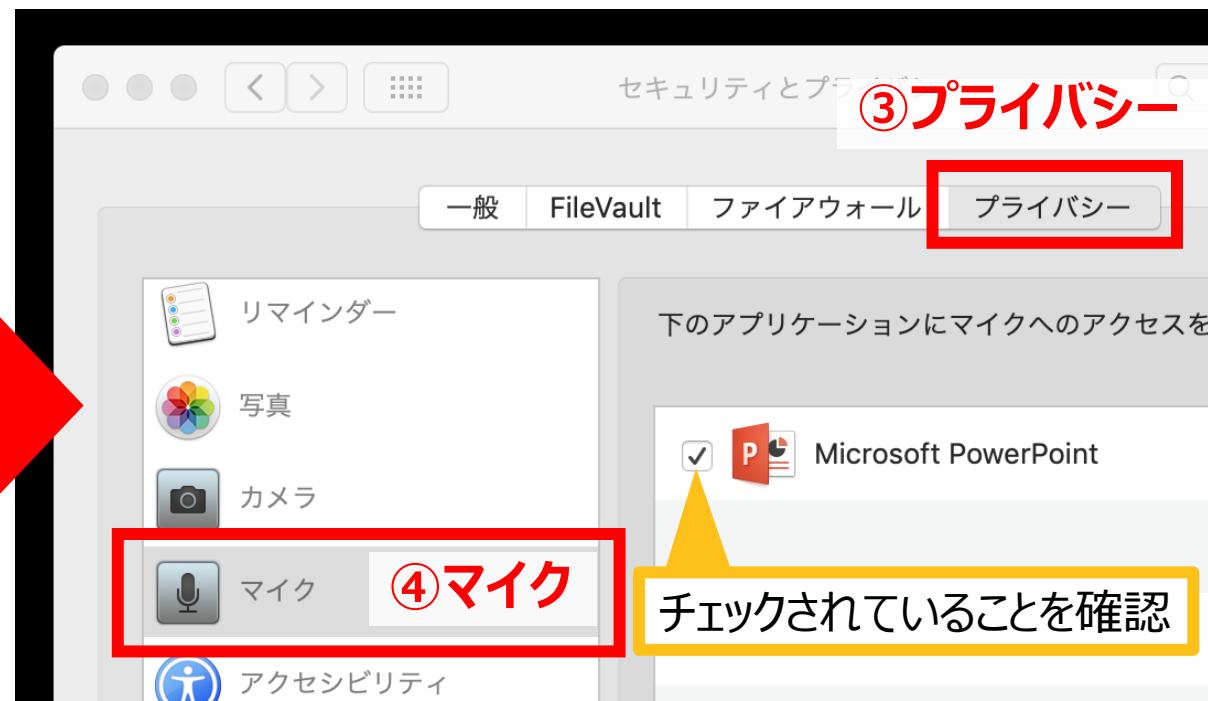 セキュリティとプライバシー
③プライバシー
一般 FileVault ファイアウォール プライバシー
リマインダー
下のアプリケーションにマイクへのアクセスを
写真
Microsoft PowerPoint
カメラ
マイク
④マイク
チェックされていることを確認
アクセシビリティ